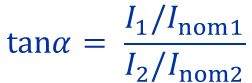 tanα = (I₁/Iₙₒₘ₁)/(I₂/Iₙₒₘ₂)